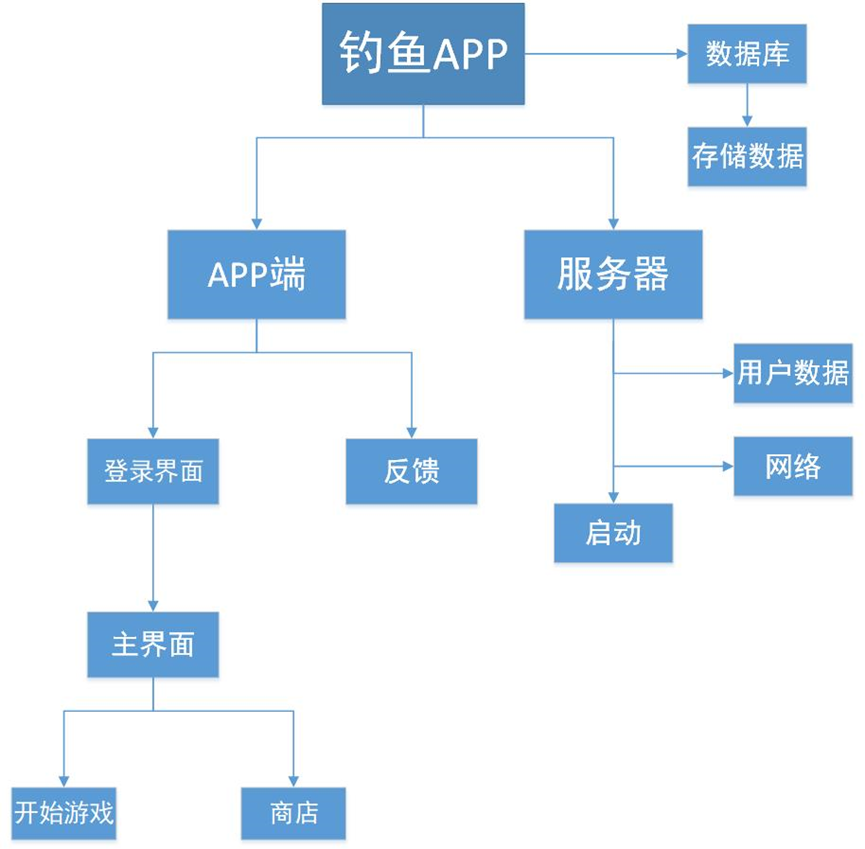 钓鱼APP
数据库
存储数据
APP端
服务器
用户数据
登录界面
反馈
网络
启动
主界面
开始游戏
商店